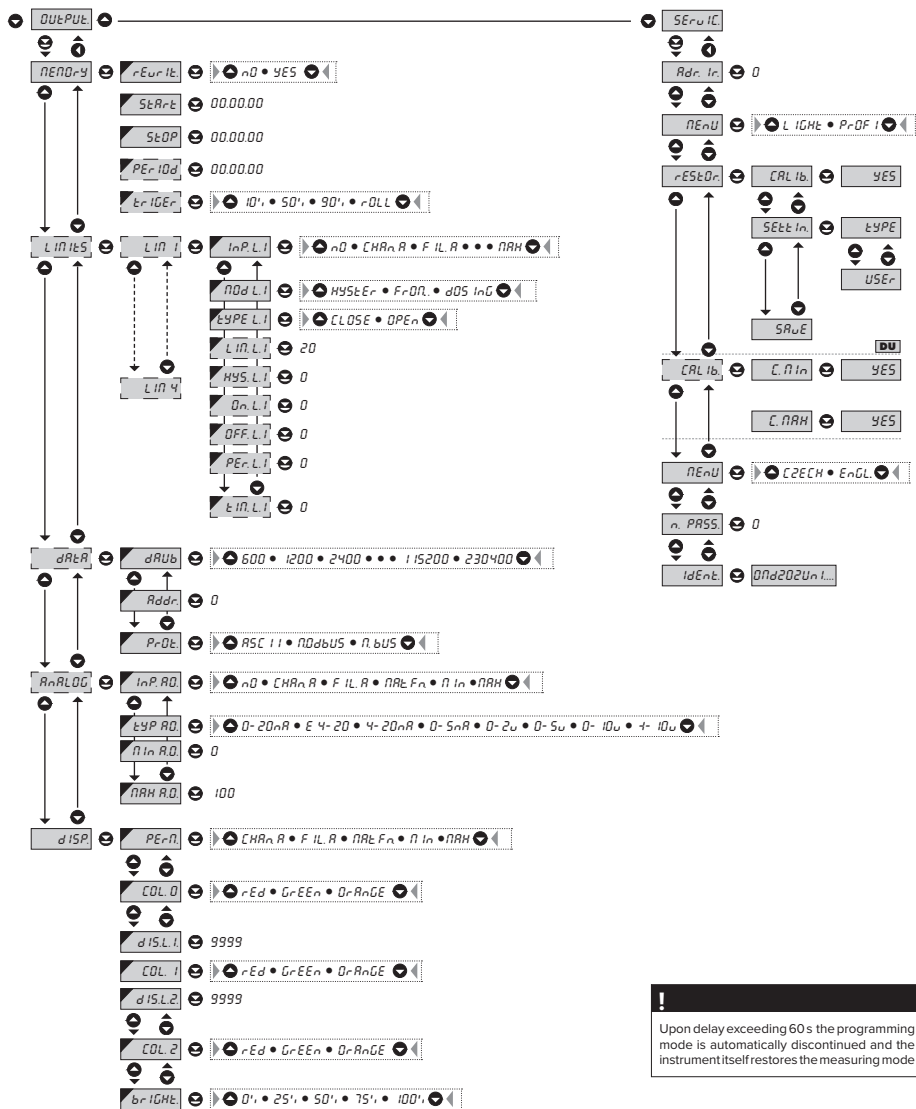 OUtPUt.
MEMOrY
rEwrIt.
nO • YES
StArt
00.00.00
StOP
00.00.00
PErIOd
00.00.00
trIGEr
10% • 50% • 90% • rOLL
LIMItS
LIM 1
InP. L.1
nO • CHAn. A • FIL. A • • • MAX
MOd L.1
HYStEr • FrOM. • dOSInG
tYPE L.1
CLOSE • OPEn
LIM. L.1
20
HYS. L.1
0
LIM 4
On. L.1
0
OFF. L.1
0
PEr. L.1
0
tIM. L.1
0
dAtA
bAUd
600 • 1200 • 2400 • • • 115200 • 230400
Addr.
0
PrOt.
ASCII • MOdbUS • M. bUS
AnALOG
InP. AO.
nO • CHAn A • FIL. A • MAt Fn • MIn • MAX
tYP AO.
0-20mA • E 4-20 • 4-20mA • 0-5mA • 0-2v • 0-5v • 0-10v • +-10v
MIn A.O.
0
MAX A.O.
100
dISP.
PErM.
CHAn A • FIL. A • MAt Fn • MIn • MAX
COL. 0
rEd • GrEEn • OrAnGE
dIS.L.1.
9999
COL. 1
rEd • GrEEn • OrAnGE
dIS.L.2.
9999
COL. 2
rEd • GrEEn • OrAnGE
brIGHt.
0% • 25% • 50% • 75% • 100%
SErvIC.
Adr. Ir.
0
MEnU
LIGHt • PrOFI
rEStOr.
CALIb.
YES
SEttIn.
tYPE
USEr
SAvE
DU
CALIb.
C. MIn
YES
C. MAX
YES
MEnU
CZECH • EnGL.
n. PASS.
0
IdEnt.
OMd202UnI....
!
Upon delay exceeding 60 s the programming
mode is automatically discontinued and the
instrument itself restores the measuring mode